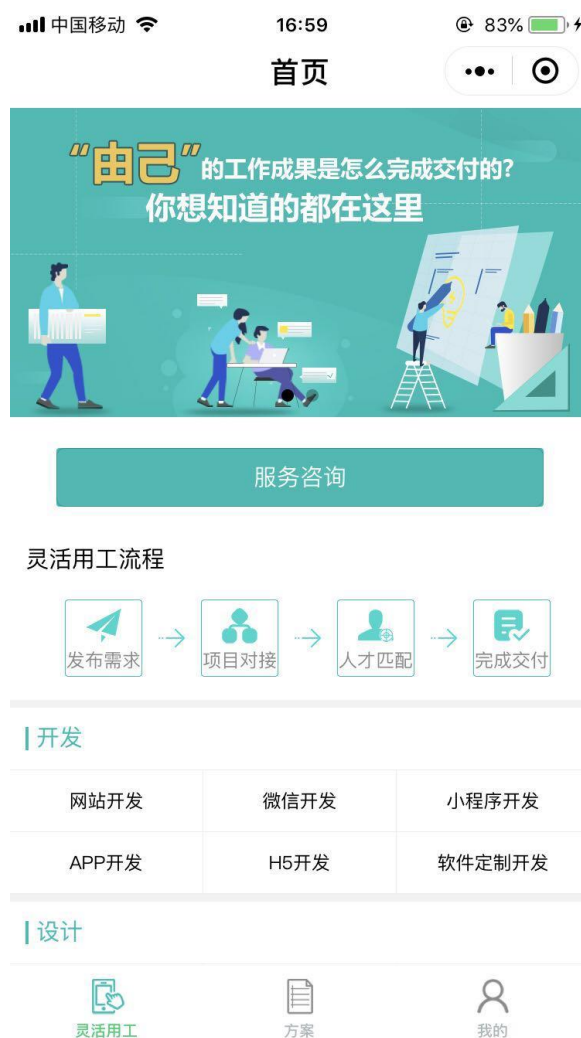 中国移动 16:59 83%
首页
“由己”的工作成果是怎么完成交付的?
你想知道的都在这里
服务咨询
灵活用工流程
发布需求 项目对接 人才匹配 完成交付
开发
网站开发 微信开发 小程序开发
APP开发 H5开发 软件定制开发
设计
灵活用工 方案 我的